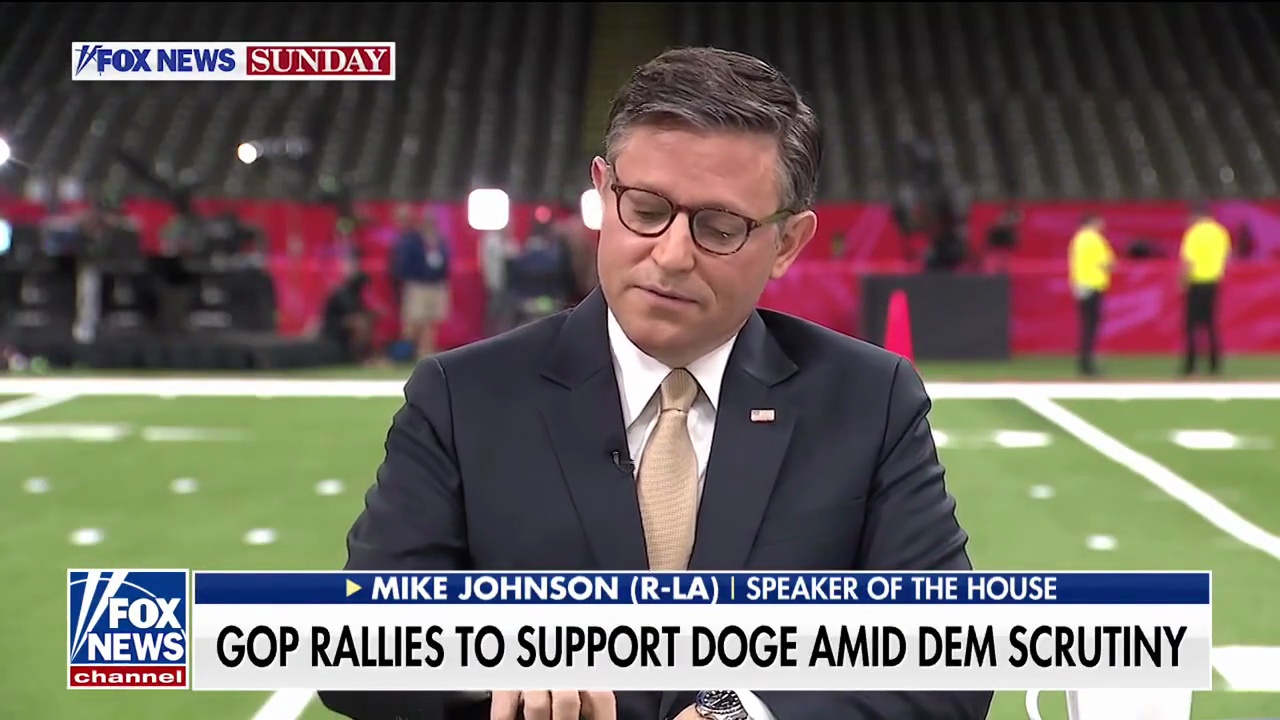 FOX NEWS SUNDAY
MIKE JOHNSON (R-LA) | SPEAKER OF THE HOUSE
FOX
NEWS
channel
GOP RALLIES TO SUPPORT DOGE AMID DEM SCRUTINY